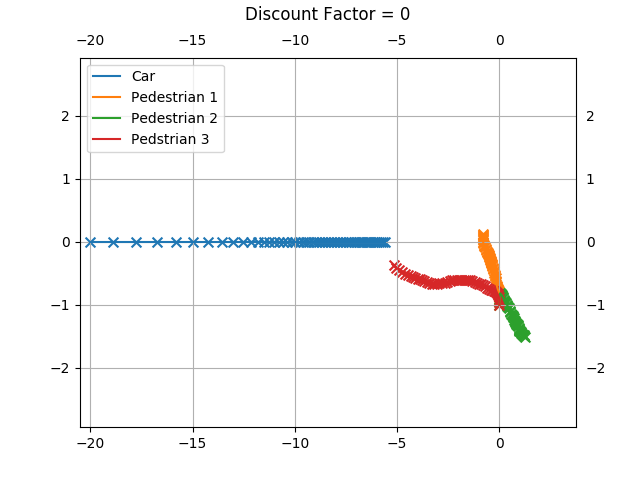 Discount Factor = 0
−20 −15 −10 −5 0
Car
Pedestrian 1
Pedestrian 2
Pedstrian 3
2 2
1 1
0 0
−1 −1
−2 −2
−20 −15 −10 −5 0